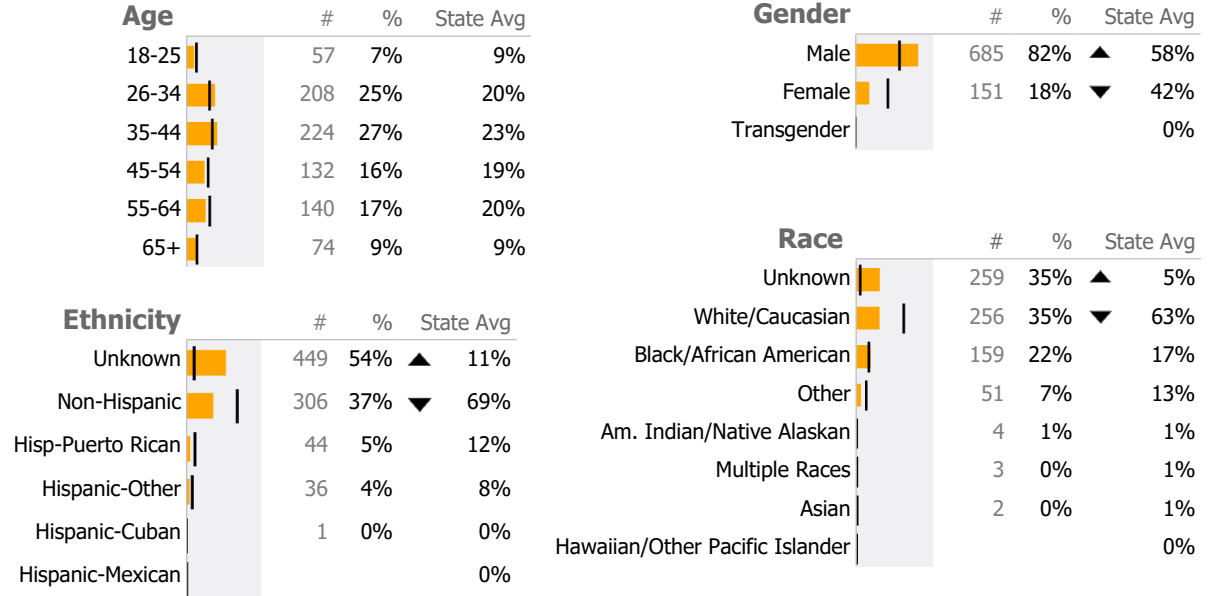 Age # % State Avg
18-25 57 7% 9%
26-34 208 25% 20%
35-44 224 27% 23%
45-54 132 16% 19%
55-64 140 17% 20%
65+ 74 9% 9%
Ethnicity # % State Avg
Unknown 449 54% ▲ 11%
Non-Hispanic 306 37% ▼ 69%
Hisp-Puerto Rican 44 5% 12%
Hispanic-Other 36 4% 8%
Hispanic-Cuban 1 0% 0%
Hispanic-Mexican 0%
Gender # % State Avg
Male 685 82% ▲ 58%
Female 151 18% ▼ 42%
Transgender 0%
Race # % State Avg
Unknown 259 35% ▲ 5%
White/Caucasian 256 35% ▼ 63%
Black/African American 159 22% 17%
Other 51 7% 13%
Am. Indian/Native Alaskan 4 1% 1%
Multiple Races 3 0% 1%
Asian 2 0% 1%
Hawaiian/Other Pacific Islander 0%